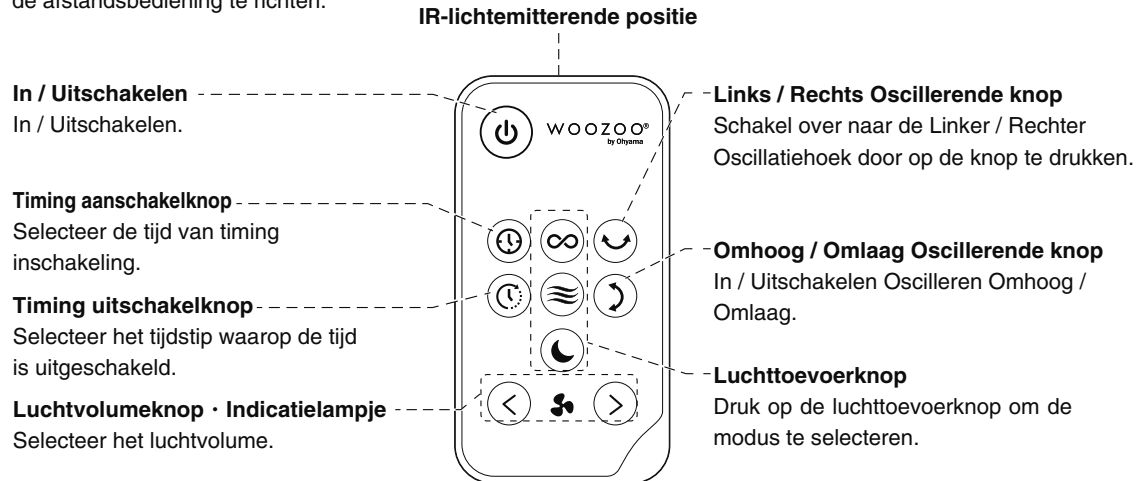 de afstandsbediening te richten.
IR-lichtemitterende positie
In / Uitschakelen
In / Uitschakelen.
Timing aanschakelknop
Selecteer de tijd van timing
inschakeling.
Timing uitschakelknop
Selecteer het tijdstip waarop de tijd
is uitgeschakeld.
Luchtvolumeknop・Indicatielampje
Selecteer het luchtvolume.
WOOZOO®
by Ohyama
Links / Rechts Oscillerende knop
Schakel over naar de Linker / Rechter
Oscillatiehoek door op de knop te drukken.
Omhoog / Omlaag Oscillerende knop
In / Uitschakelen Oscilleren Omhoog /
Omlaag.
Luchttoevoerknop
Druk op de luchttoevoerknop om de
modus te selecteren.